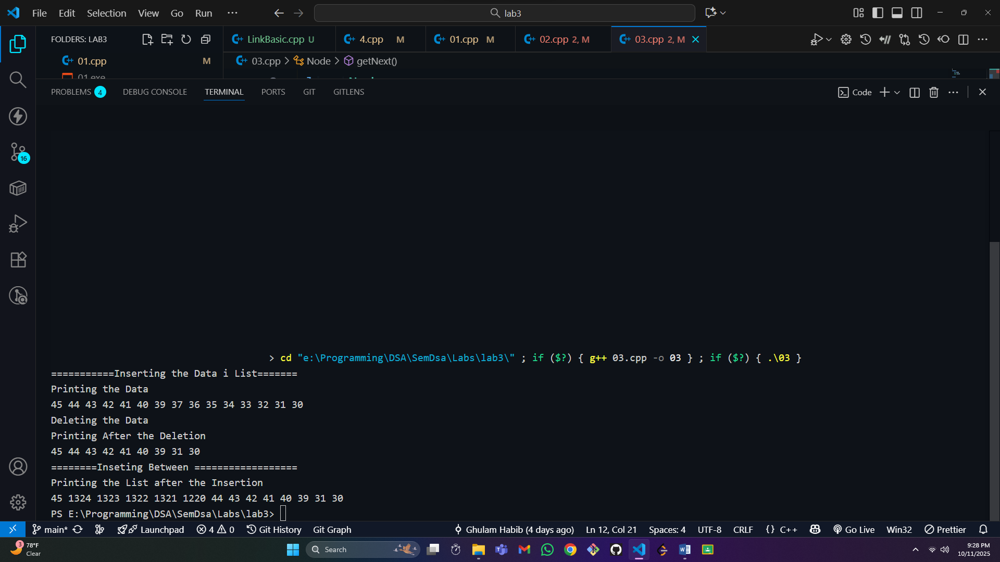 File Edit Selection View Go Run ··· lab3
FOLDERS: LAB3
LinkBasic.cpp U 4.cpp M 01.cpp M 02.cpp 2, M 03.cpp 2, M
01.cpp M
03.cpp > Node > getNext()
01.exe
PROBLEMS 4 DEBUG CONSOLE TERMINAL PORTS GIT GITLENS Code
16
> cd "e:\Programming\DSA\SemDsa\Labs\lab3\" ; if ($?) { g++ 03.cpp -o 03 } ; if ($?) { .\03 }
===========Inserting the Data i List=======
Printing the Data
45 44 43 42 41 40 39 37 36 35 34 33 32 31 30
Deleting the Data
Printing After the Deletion
45 44 43 42 41 40 39 31 30
========Inseting Between ==================
Printing the List after the Insertion
45 1324 1323 1322 1321 1220 44 43 42 41 40 39 31 30
PS E:\Programming\DSA\SemDsa\Labs\lab3>
main* Launchpad 4 0 Git History Git Graph Ghulam Habib (4 days ago) Ln 12, Col 21 Spaces: 4 UTF-8 CRLF {} C++ Go Live Win32 Prettier
3 78°F
Clear
Search
9:28 PM
10/11/2025